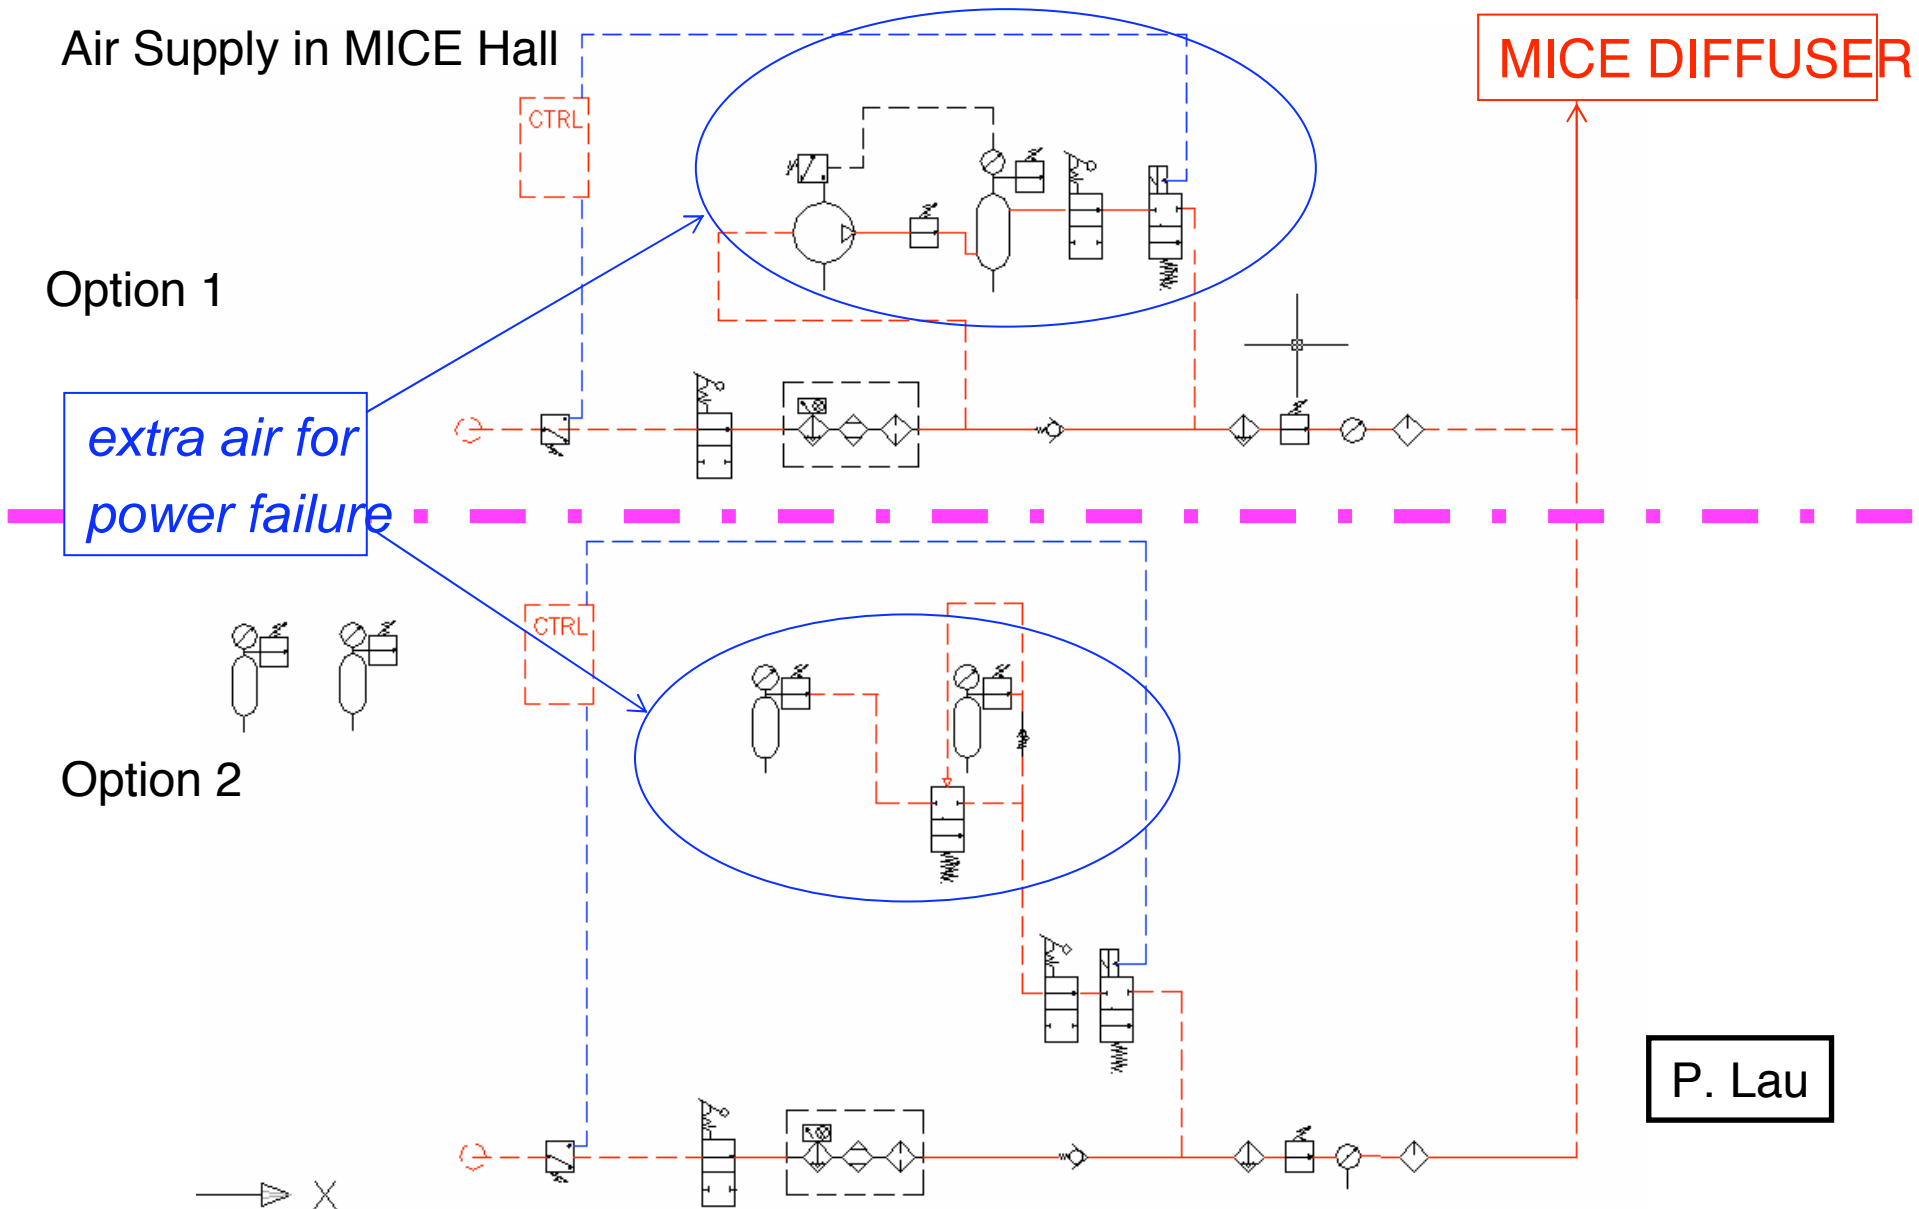 Air Supply in MICE Hall
MICE DIFFUSER
CTRL
Option 1
extra air for
power failure
CTRL
Option 2
P. Lau
X